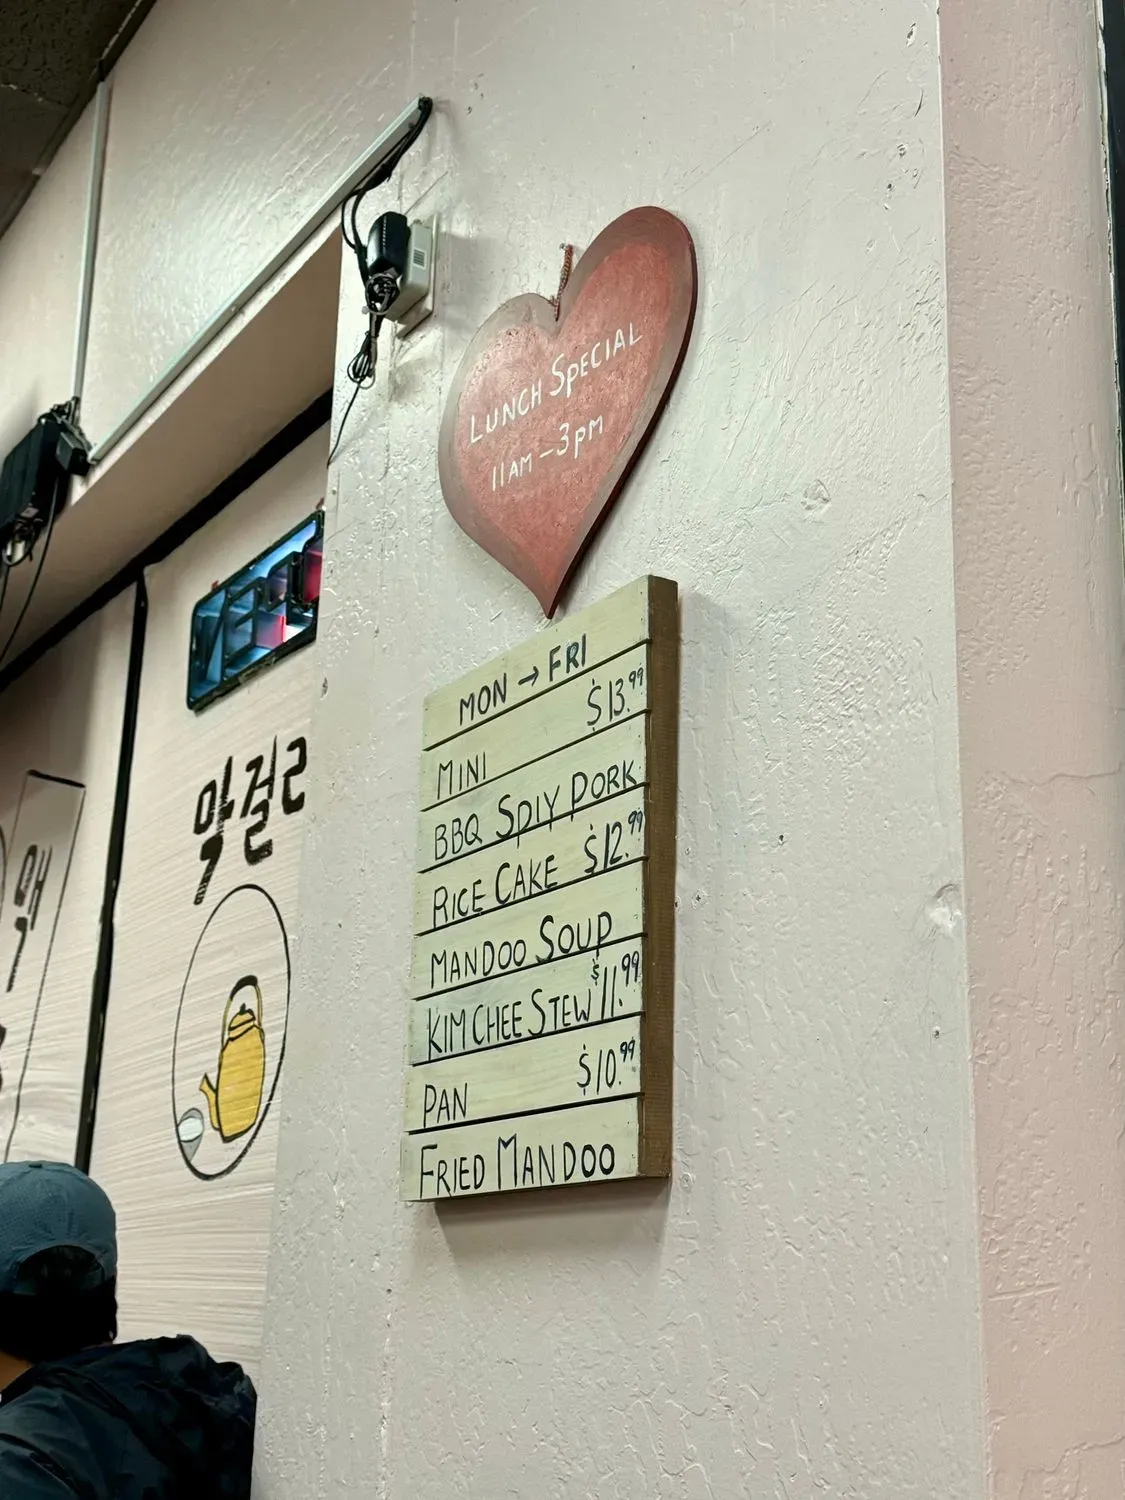 LUNCH SPECIAL
11AM - 3PM
MON → FRI
$13.99
MINI
BBQ SPIY PORK
RICE CAKE $12.99
MANDOO SOUP
KIM CHEE STEW $11.99
PAN $10.99
FRIED MANDOO
막걸리